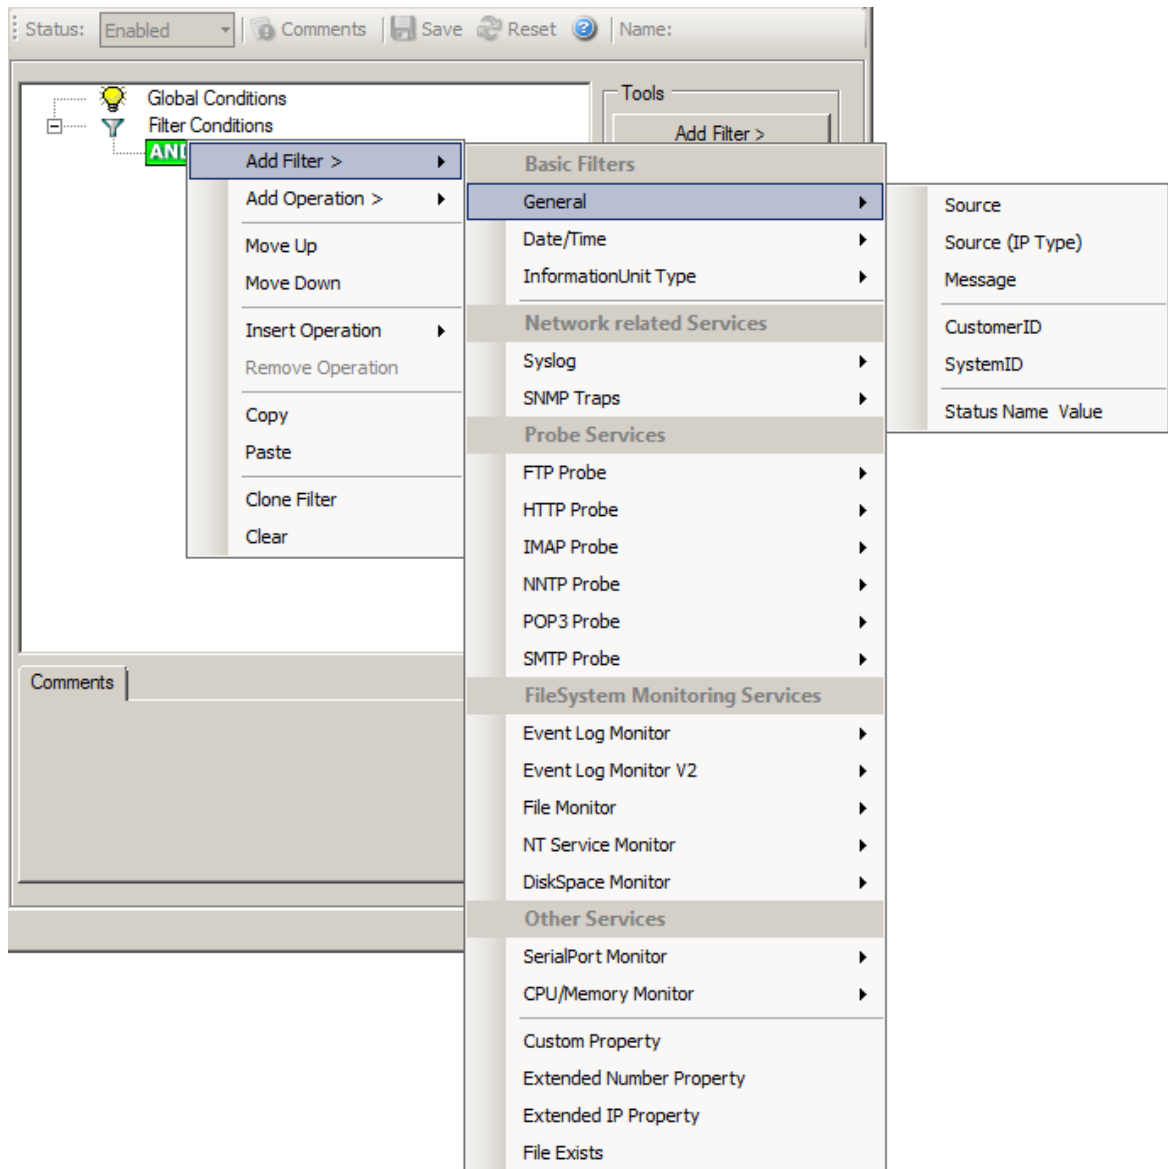 Status: Enabled Comments Save Reset Name:
Global Conditions
Filter Conditions
AND
Tools
Add Filter >
Add Filter >
Add Operation >
Move Up
Move Down
Insert Operation
Remove Operation
Copy
Paste
Clone Filter
Clear
Basic Filters
General
Date/Time
InformationUnit Type
Network related Services
Syslog
SNMP Traps
Probe Services
FTP Probe
HTTP Probe
IMAP Probe
NNTP Probe
POP3 Probe
SMTP Probe
FileSystem Monitoring Services
Event Log Monitor
Event Log Monitor V2
File Monitor
NT Service Monitor
DiskSpace Monitor
Other Services
SerialPort Monitor
CPU/Memory Monitor
Custom Property
Extended Number Property
Extended IP Property
File Exists
Source
Source (IP Type)
Message
CustomerID
SystemID
Status Name Value
Comments